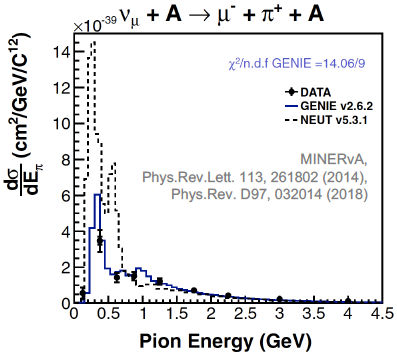 ν_μ + A → μ⁻ + π⁺ + A
×10⁻³⁹
χ²/n.d.f GENIE =14.06/9
DATA
GENIE v2.6.2
NEUT v5.3.1
MINERvA,
Phys.Rev.Lett. 113, 261802 (2014),
Phys.Rev. D97, 032014 (2018)
dσ/dE_π (cm²/GeV/C¹²)
14
12
10
8
6
4
2
0
0 0.5 1 1.5 2 2.5 3 3.5 4 4.5
Pion Energy (GeV)